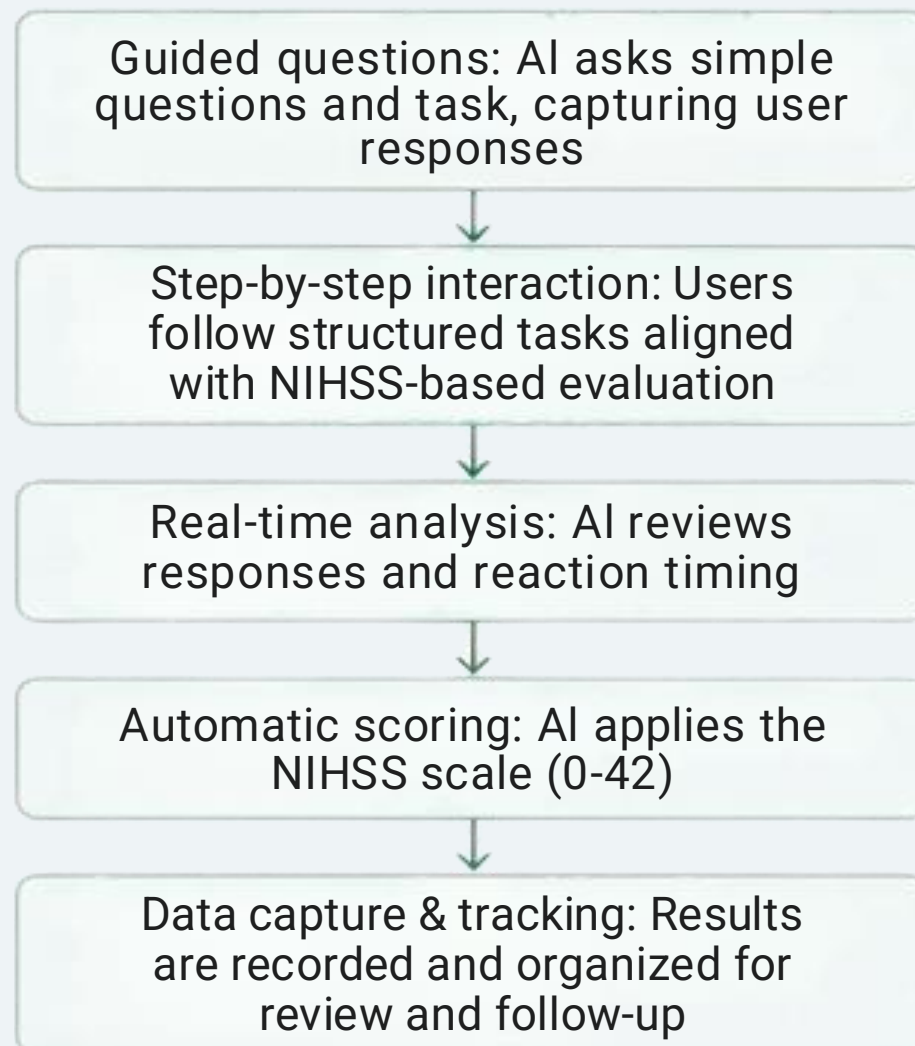 Guided questions: AI asks simple
questions and task, capturing user
responses
Step-by-step interaction: Users
follow structured tasks aligned
with NIHSS-based evaluation
Real-time analysis: AI reviews
responses and reaction timing
Automatic scoring: AI applies the
NIHSS scale (0-42)
Data capture & tracking: Results
are recorded and organized for
review and follow-up